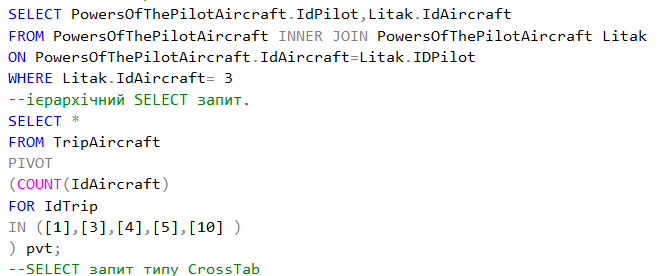 SELECT PowersOfThePilotAircraft.IdPilot,Litak.IdAircraft
FROM PowersOfThePilotAircraft INNER JOIN PowersOfThePilotAircraft Litak
ON PowersOfThePilotAircraft.IdAircraft=Litak.IDPilot
WHERE Litak.IdAircraft= 3
--ієрархічний SELECT запит.
SELECT *
FROM TripAircraft
PIVOT
(COUNT(IdAircraft)
FOR IdTrip
IN ([1],[3],[4],[5],[10] )
) pvt;
--SELECT запит типу CrossTab